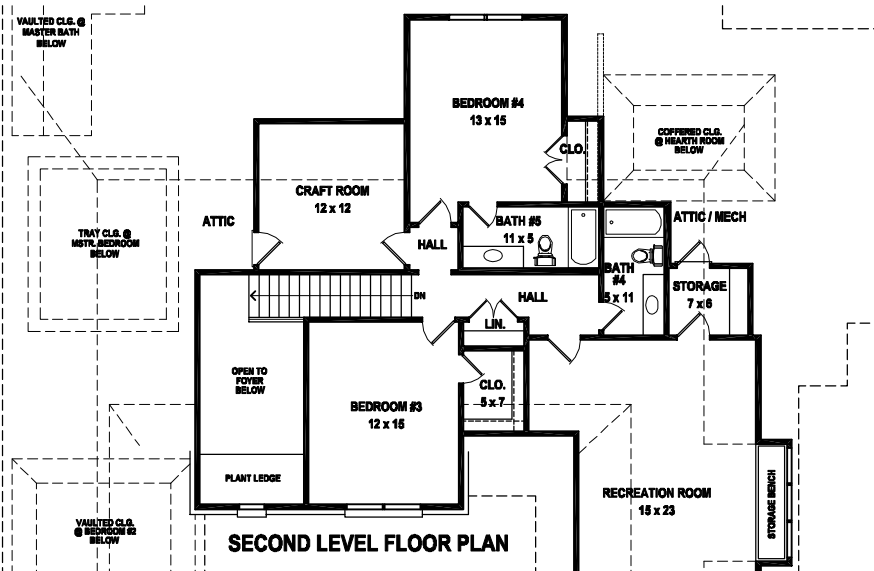 VAULTED CLG. @
MASTER BATH
BELOW
BEDROOM #4
13 x 15
COFFERED CLG.
@ HEARTH ROOM
BELOW
CLO.
CRAFT ROOM
12 x 12
ATTIC
TRAY CLG. @
MSTR. BEDROOM
BELOW
HALL
BATH #5
11 x 5
ATTIC / MECH
BATH
#4
5 x 11
STORAGE
7 x 6
DN
HALL
LIN.
OPEN TO
FOYER
BELOW
CLO.
5 x 7
BEDROOM #3
12 x 15
PLANT LEDGE
RECREATION ROOM
15 x 23
STORAGE BENCH
VAULTED CLG.
@ BEDROOM #2
BELOW
SECOND LEVEL FLOOR PLAN